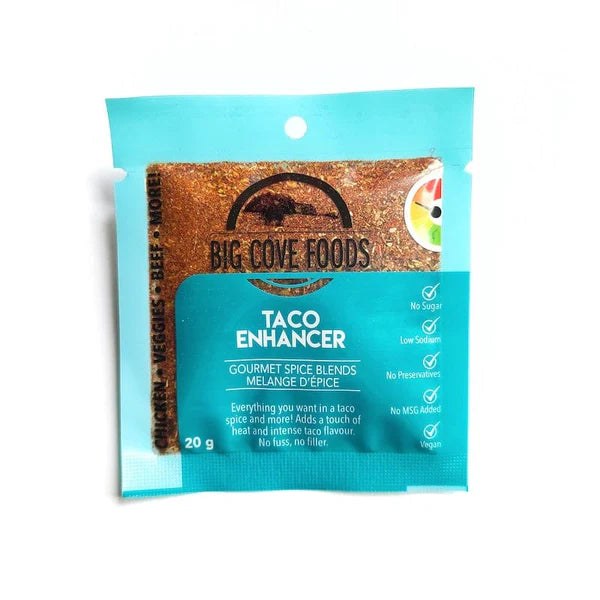 CHICKEN • VEGGIES • BEEF • MORE!
BIG COVE FOODS
TACO
ENHANCER
GOURMET SPICE BLENDS
MELANGE D'ÉPICE
Everything you want in a taco
spice and more! Adds a touch of
heat and intense taco flavour.
No fuss, no filler.
20 g
No Sugar
Low Sodium
No Preservatives
No MSG Added
Vegan